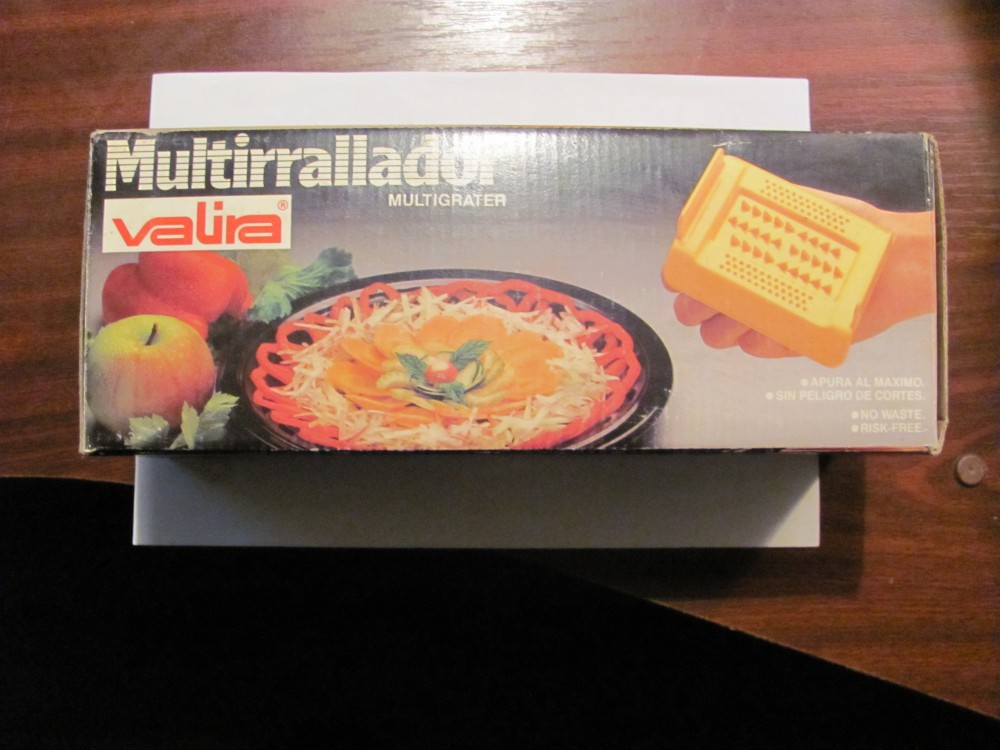 Multirrallador
MULTIGRATER
valira®
● APURA AL MAXIMO.
● SIN PELIGRO DE CORTES.
● NO WASTE.
● RISK-FREE.